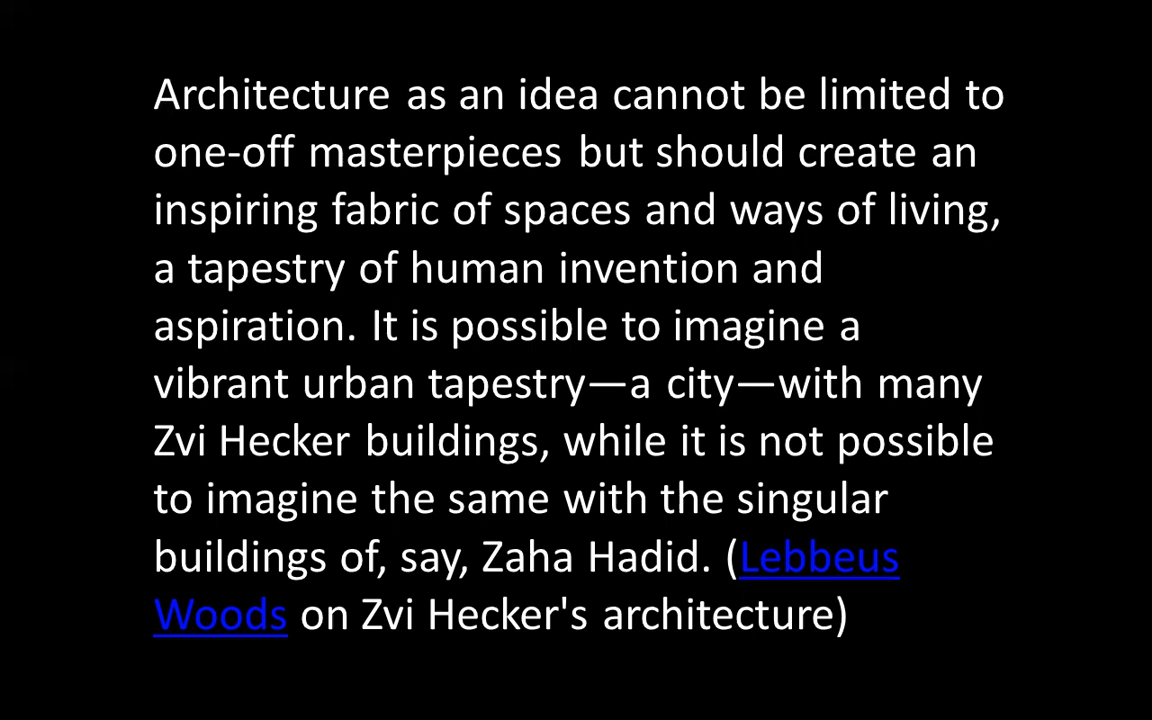 Architecture as an idea cannot be limited to
one-off masterpieces but should create an
inspiring fabric of spaces and ways of living,
a tapestry of human invention and
aspiration. It is possible to imagine a
vibrant urban tapestry—a city—with many
Zvi Hecker buildings, while it is not possible
to imagine the same with the singular
buildings of, say, Zaha Hadid. (Lebbeus
Woods on Zvi Hecker's architecture)